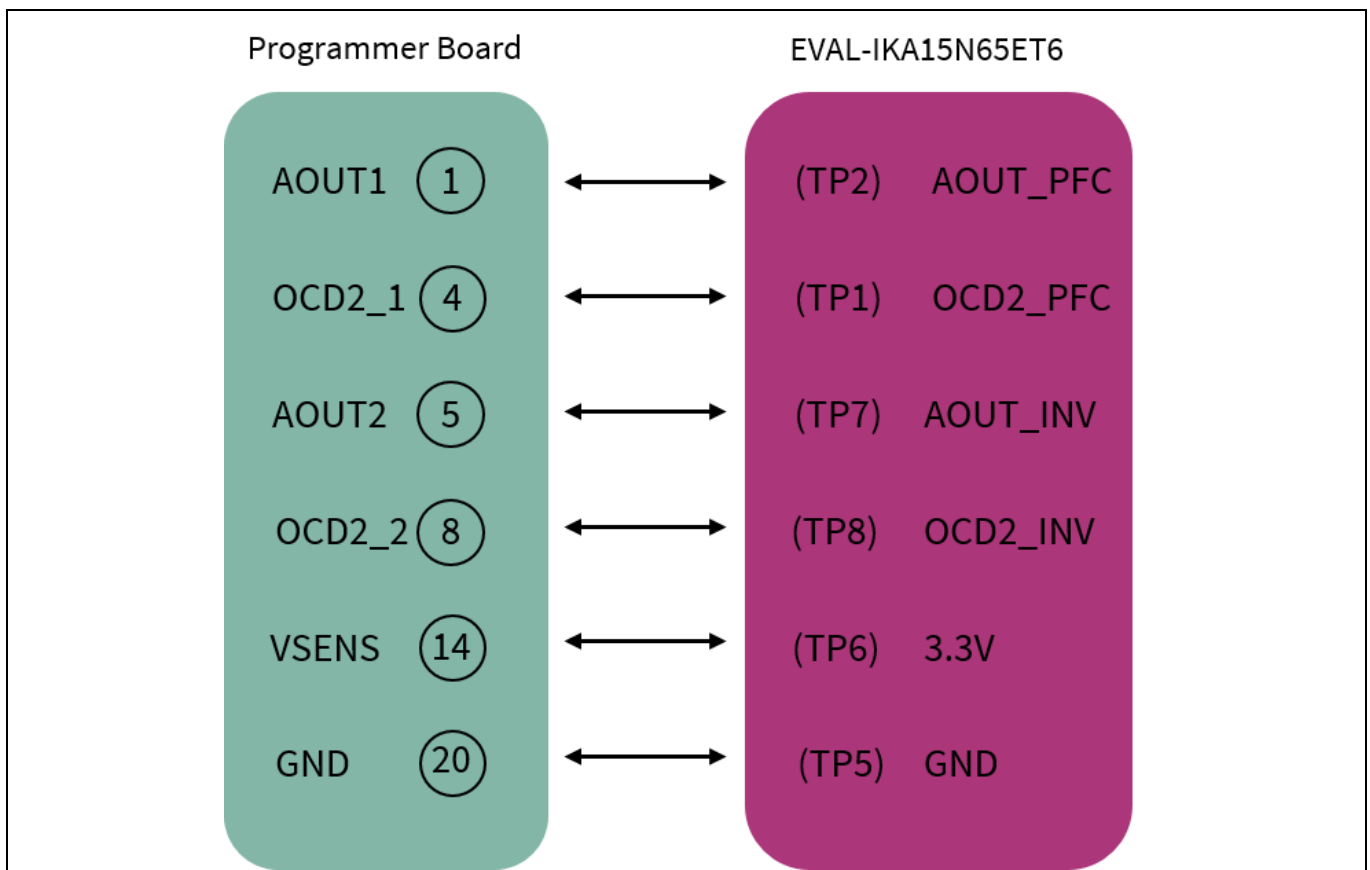 Programmer Board EVAL-IKA15N65ET6
AOUT1 1 (TP2) AOUT_PFC
OCD2_1 4 (TP1) OCD2_PFC
AOUT2 5 (TP7) AOUT_INV
OCD2_2 8 (TP8) OCD2_INV
VSENS 14 (TP6) 3.3V
GND 20 (TP5) GND